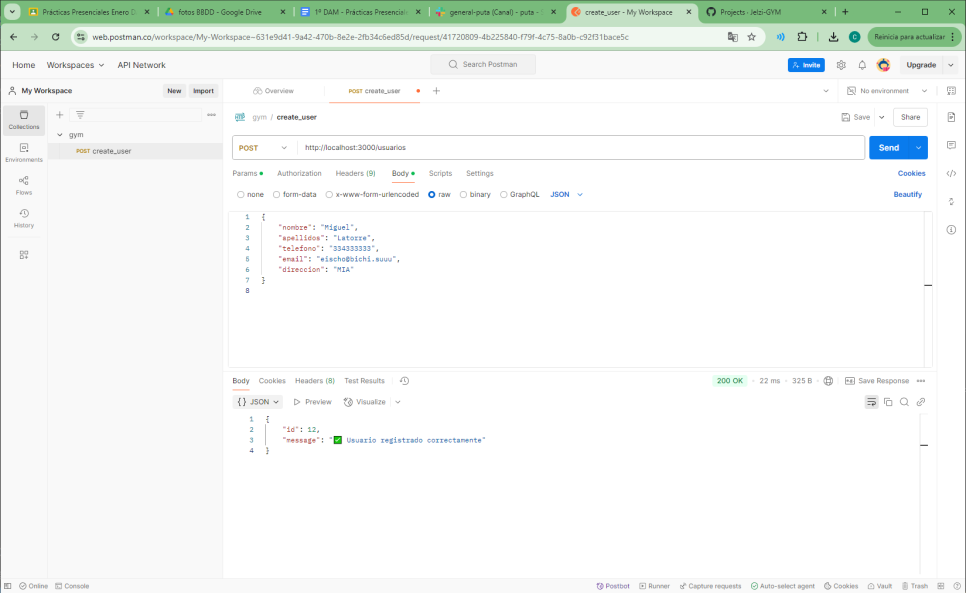 Prácticas Presenciales Enero D
fotos BBDD - Google Drive
1º DAM - Prácticas Presencial
general-puta (Canal) - puta - S
create_user - My Workspace
Projects · Jelzi-GYM
web.postman.co/workspace/My-Workspace~631e9d41-9a42-470b-8e2e-2fb34c6ed85d/request/41720809-4b225840-f79f-4c75-8a0b-c92f31bace5c
C
Reinicia para actualizar
Home
Workspaces
API Network
Search Postman
Invite
Upgrade
My Workspace
New
Import
Overview
POST create_user
No environment
Collections
Environments
Flows
History
gym
POST create_user
gym / create_user
Save
Share
POST
http://localhost:3000/usuarios
Send
Params
Authorization
Headers (9)
Body
Scripts
Settings
Cookies
none
form-data
x-www-form-urlencoded
raw
binary
GraphQL
JSON
Beautify
1 {
2 "nombre": "Miguel",
3 "apellidos": "Latorre",
4 "telefono": "334333333",
5 "email": "eischo@bichi.suuu",
6 "direccion": "MIA"
7 }
8
Body
Cookies
Headers (8)
Test Results
200 OK · 22 ms · 325 B
Save Response
{} JSON
Preview
Visualize
1 {
2 "id": 12,
3 "message": "✅ Usuario registrado correctamente"
4 }
Online
Console
Postbot
Runner
Capture requests
Auto-select agent
Cookies
Vault
Trash